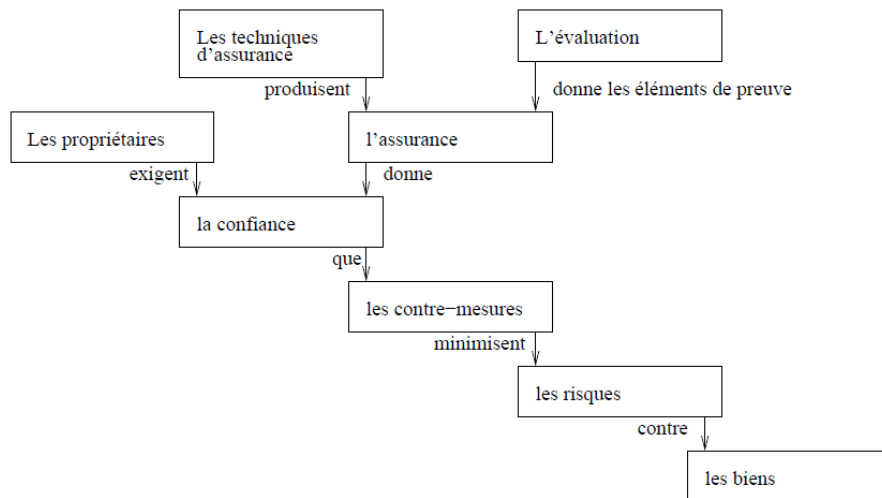 Les techniques
d'assurance
L'évaluation
produisent
donne les éléments de preuve
Les propriétaires
l'assurance
exigent
donne
la confiance
que
les contre−mesures
minimisent
les risques
contre
les biens